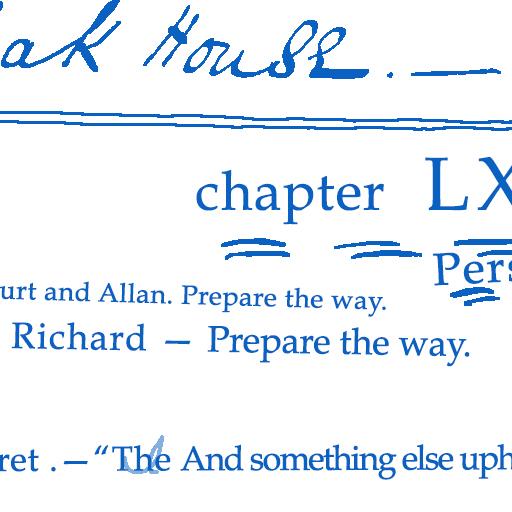 eak House. —
chapter LX
Pers
urt and Allan. Prepare the way.
Richard — Prepare the way.
ret . — “The And something else uph